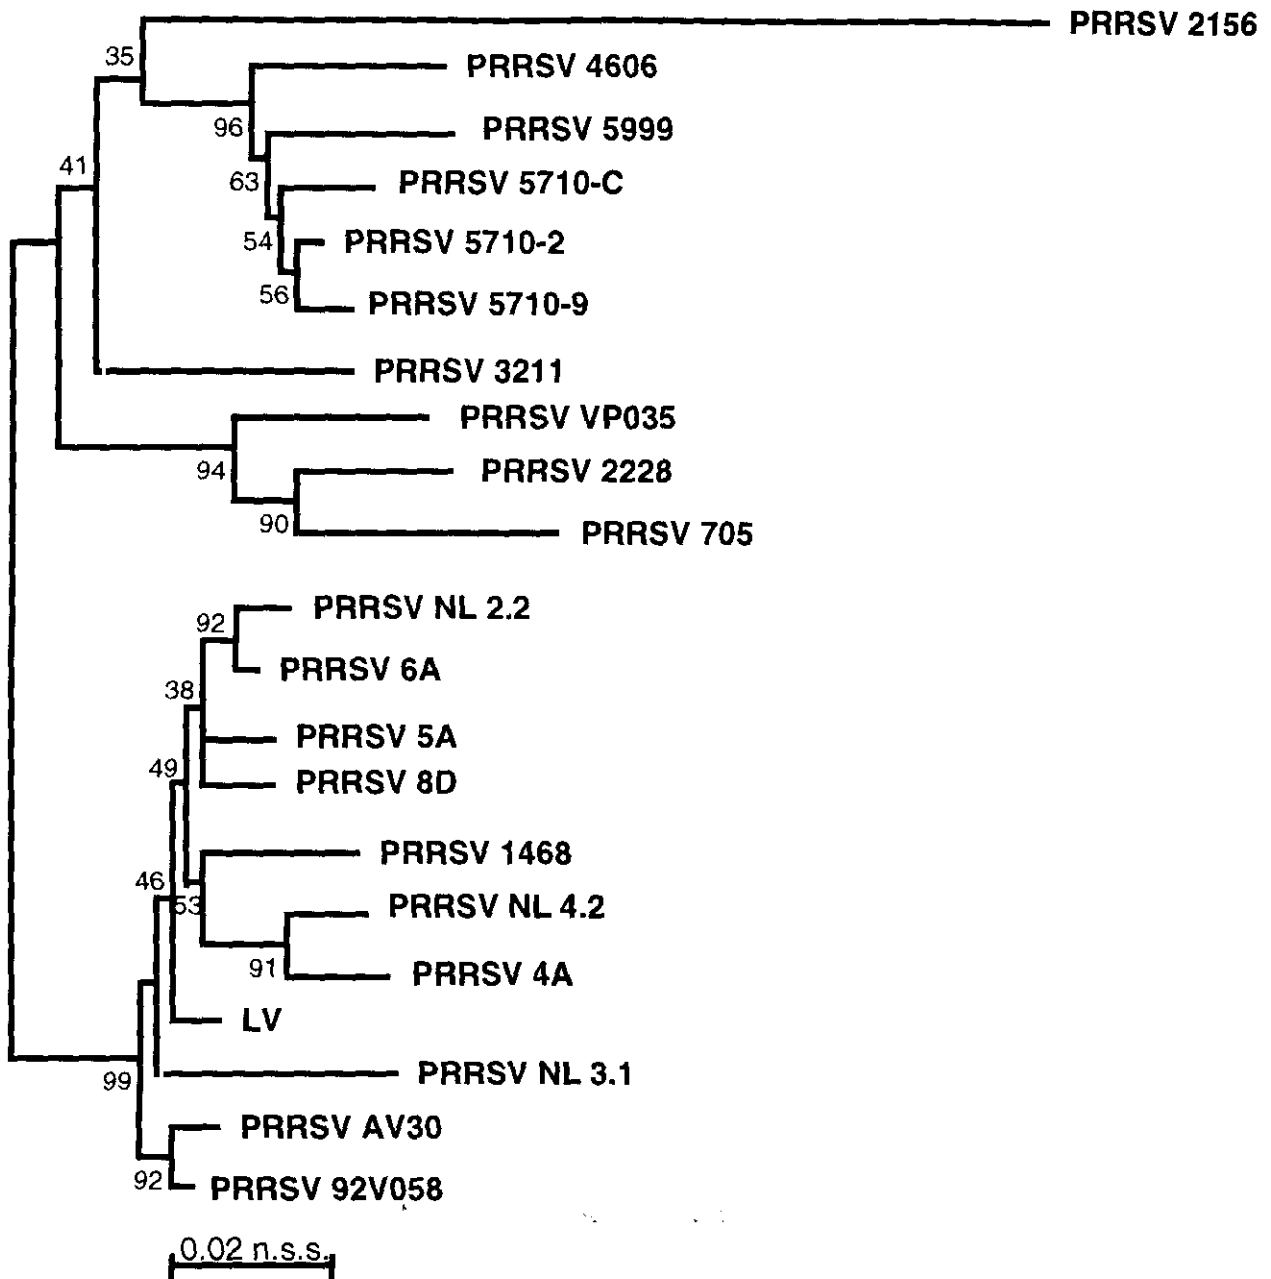 PRRSV 2156
35
PRRSV 4606
96
PRRSV 5999
41
63
PRRSV 5710-C
54
PRRSV 5710-2
56
PRRSV 5710-9
PRRSV 3211
PRRSV VP035
94
PRRSV 2228
90
PRRSV 705
PRRSV NL 2.2
92
PRRSV 6A
38
PRRSV 5A
49
PRRSV 8D
PRRSV 1468
46
53
PRRSV NL 4.2
91
PRRSV 4A
LV
99
PRRSV NL 3.1
PRRSV AV30
92
PRRSV 92V058
0.02 n.s.s.